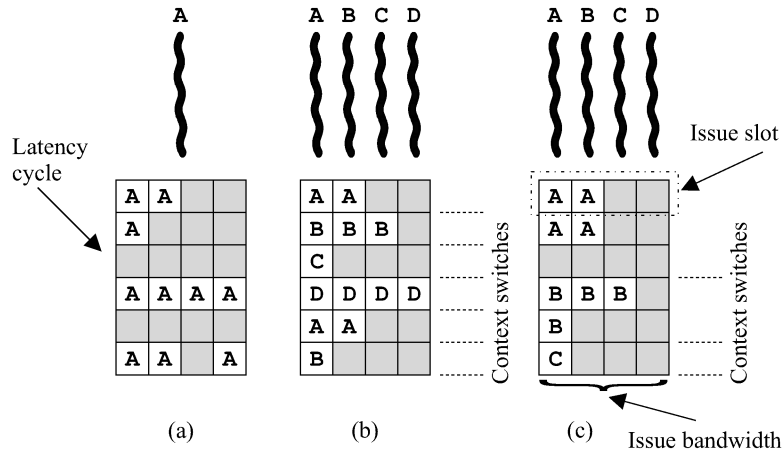 A
A B C D
A B C D
Latency
cycle
Issue slot
A A
A
A A A A
A A A
A A
B B B
C
D D D D
A A
B
Context switches
A A
A A
B B B
B
C
Context switches
(a)
(b)
(c)
Issue bandwidth